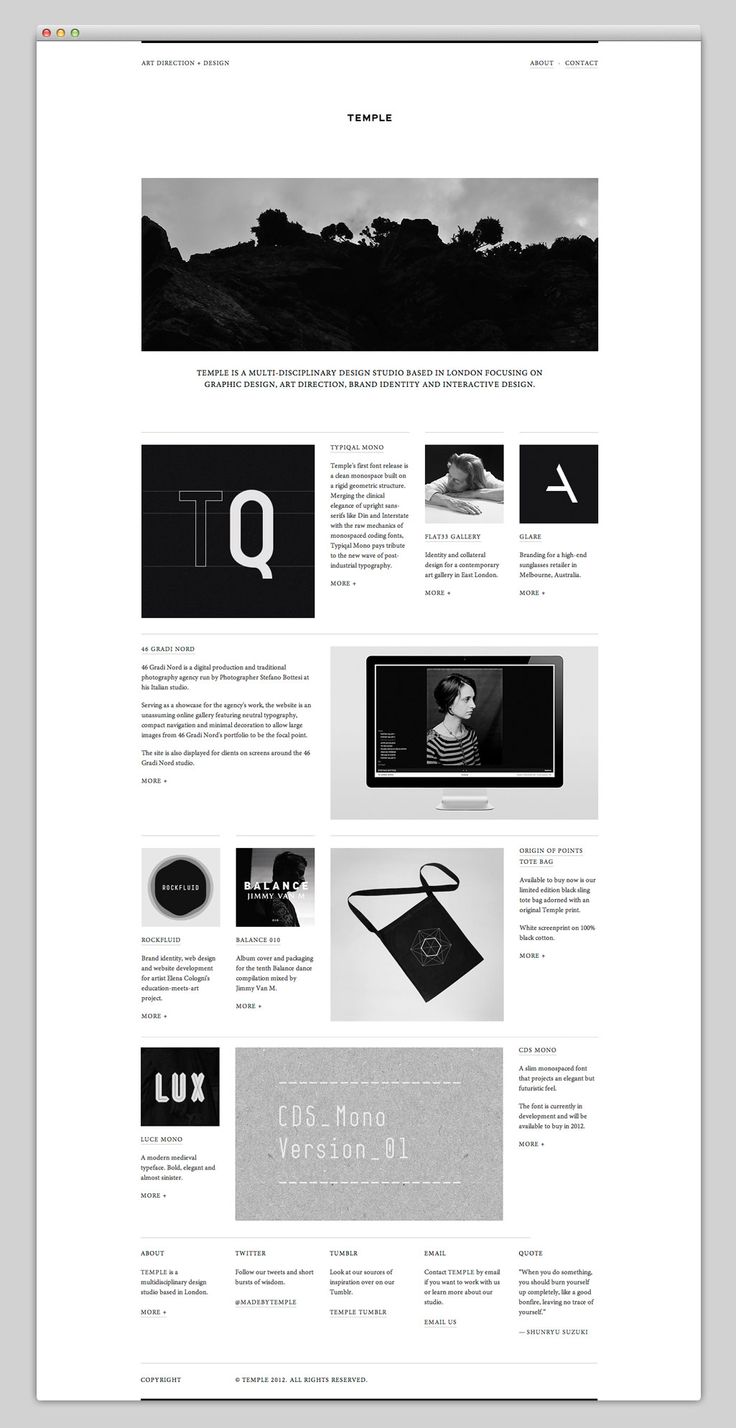 ART DIRECTION + DESIGN
ABOUT · CONTACT
TEMPLE
TEMPLE IS A MULTI-DISCIPLINARY DESIGN STUDIO BASED IN LONDON FOCUSING ON
GRAPHIC DESIGN, ART DIRECTION, BRAND IDENTITY AND INTERACTIVE DESIGN.
TQ
TYPIQAL MONO
Temple's first font release is
a clean monospace built on
a rigid geometric structure.
Merging the clinical
elegance of upright sans-
serifs like Din and Interstate
with the raw mechanics of
monospaced coding fonts,
Typiqal Mono pays tribute
to the new wave of post-
industrial typography.
MORE +
FLAT33 GALLERY
Identity and collateral
design for a contemporary
art gallery in East London.
MORE +
GLARE
Branding for a high-end
sunglasses retailer in
Melbourne, Australia.
MORE +
46 GRADI NORD
46 Gradi Nord is a digital production and traditional
photography agency run by Photographer Stefano Bottesi at
his Italian studio.
Serving as a showcase for the agency's work, the website is an
unassuming online gallery featuring neutral typography,
compact navigation and minimal decoration to allow large
images from 46 Gradi Nord's portfolio to be the focal point.
The site is also displayed for clients on screens around the 46
Gradi Nord studio.
MORE +
ROCKFLUID
ROCKFLUID
Brand identity, web design
and website development
for artist Elena Cologni's
education-meets-art
project.
MORE +
BALANCE
JIMMY VAN M
010
BALANCE 010
Album cover and packaging
for the tenth Balance dance
compilation mixed by
Jimmy Van M.
MORE +
ORIGIN OF POINTS
TOTE BAG
Available to buy now is our
limited edition black sling
tote bag adorned with an
original Temple print.
White screenprint on 100%
black cotton.
MORE +
LUX
LUCE MONO
A modern medieval
typeface. Bold, elegant and
almost sinister.
MORE +
CDS_Mono
Version_01
CDS MONO
A slim monospaced font
that projects an elegant but
futuristic feel.
The font is currently in
development and will be
available to buy in 2012.
MORE +
ABOUT
TEMPLE is a
multidisciplinary design
studio based in London.
MORE +
TWITTER
Follow our tweets and short
bursts of wisdom.
@MADEBYTEMPLE
TUMBLR
Look at our sources of
inspiration over on our
Tumble.
TEMPLE TUMBLR
EMAIL
Contact TEMPLE by email
if you want to work with us
or learn more about our
studio.
EMAIL US
QUOTE
"When you do something,
you should burn yourself
up completely, like a good
bonfire, leaving no trace of
yourself."
— SHUNRYU SUZUKI
COPYRIGHT
© TEMPLE 2012. ALL RIGHTS RESERVED.